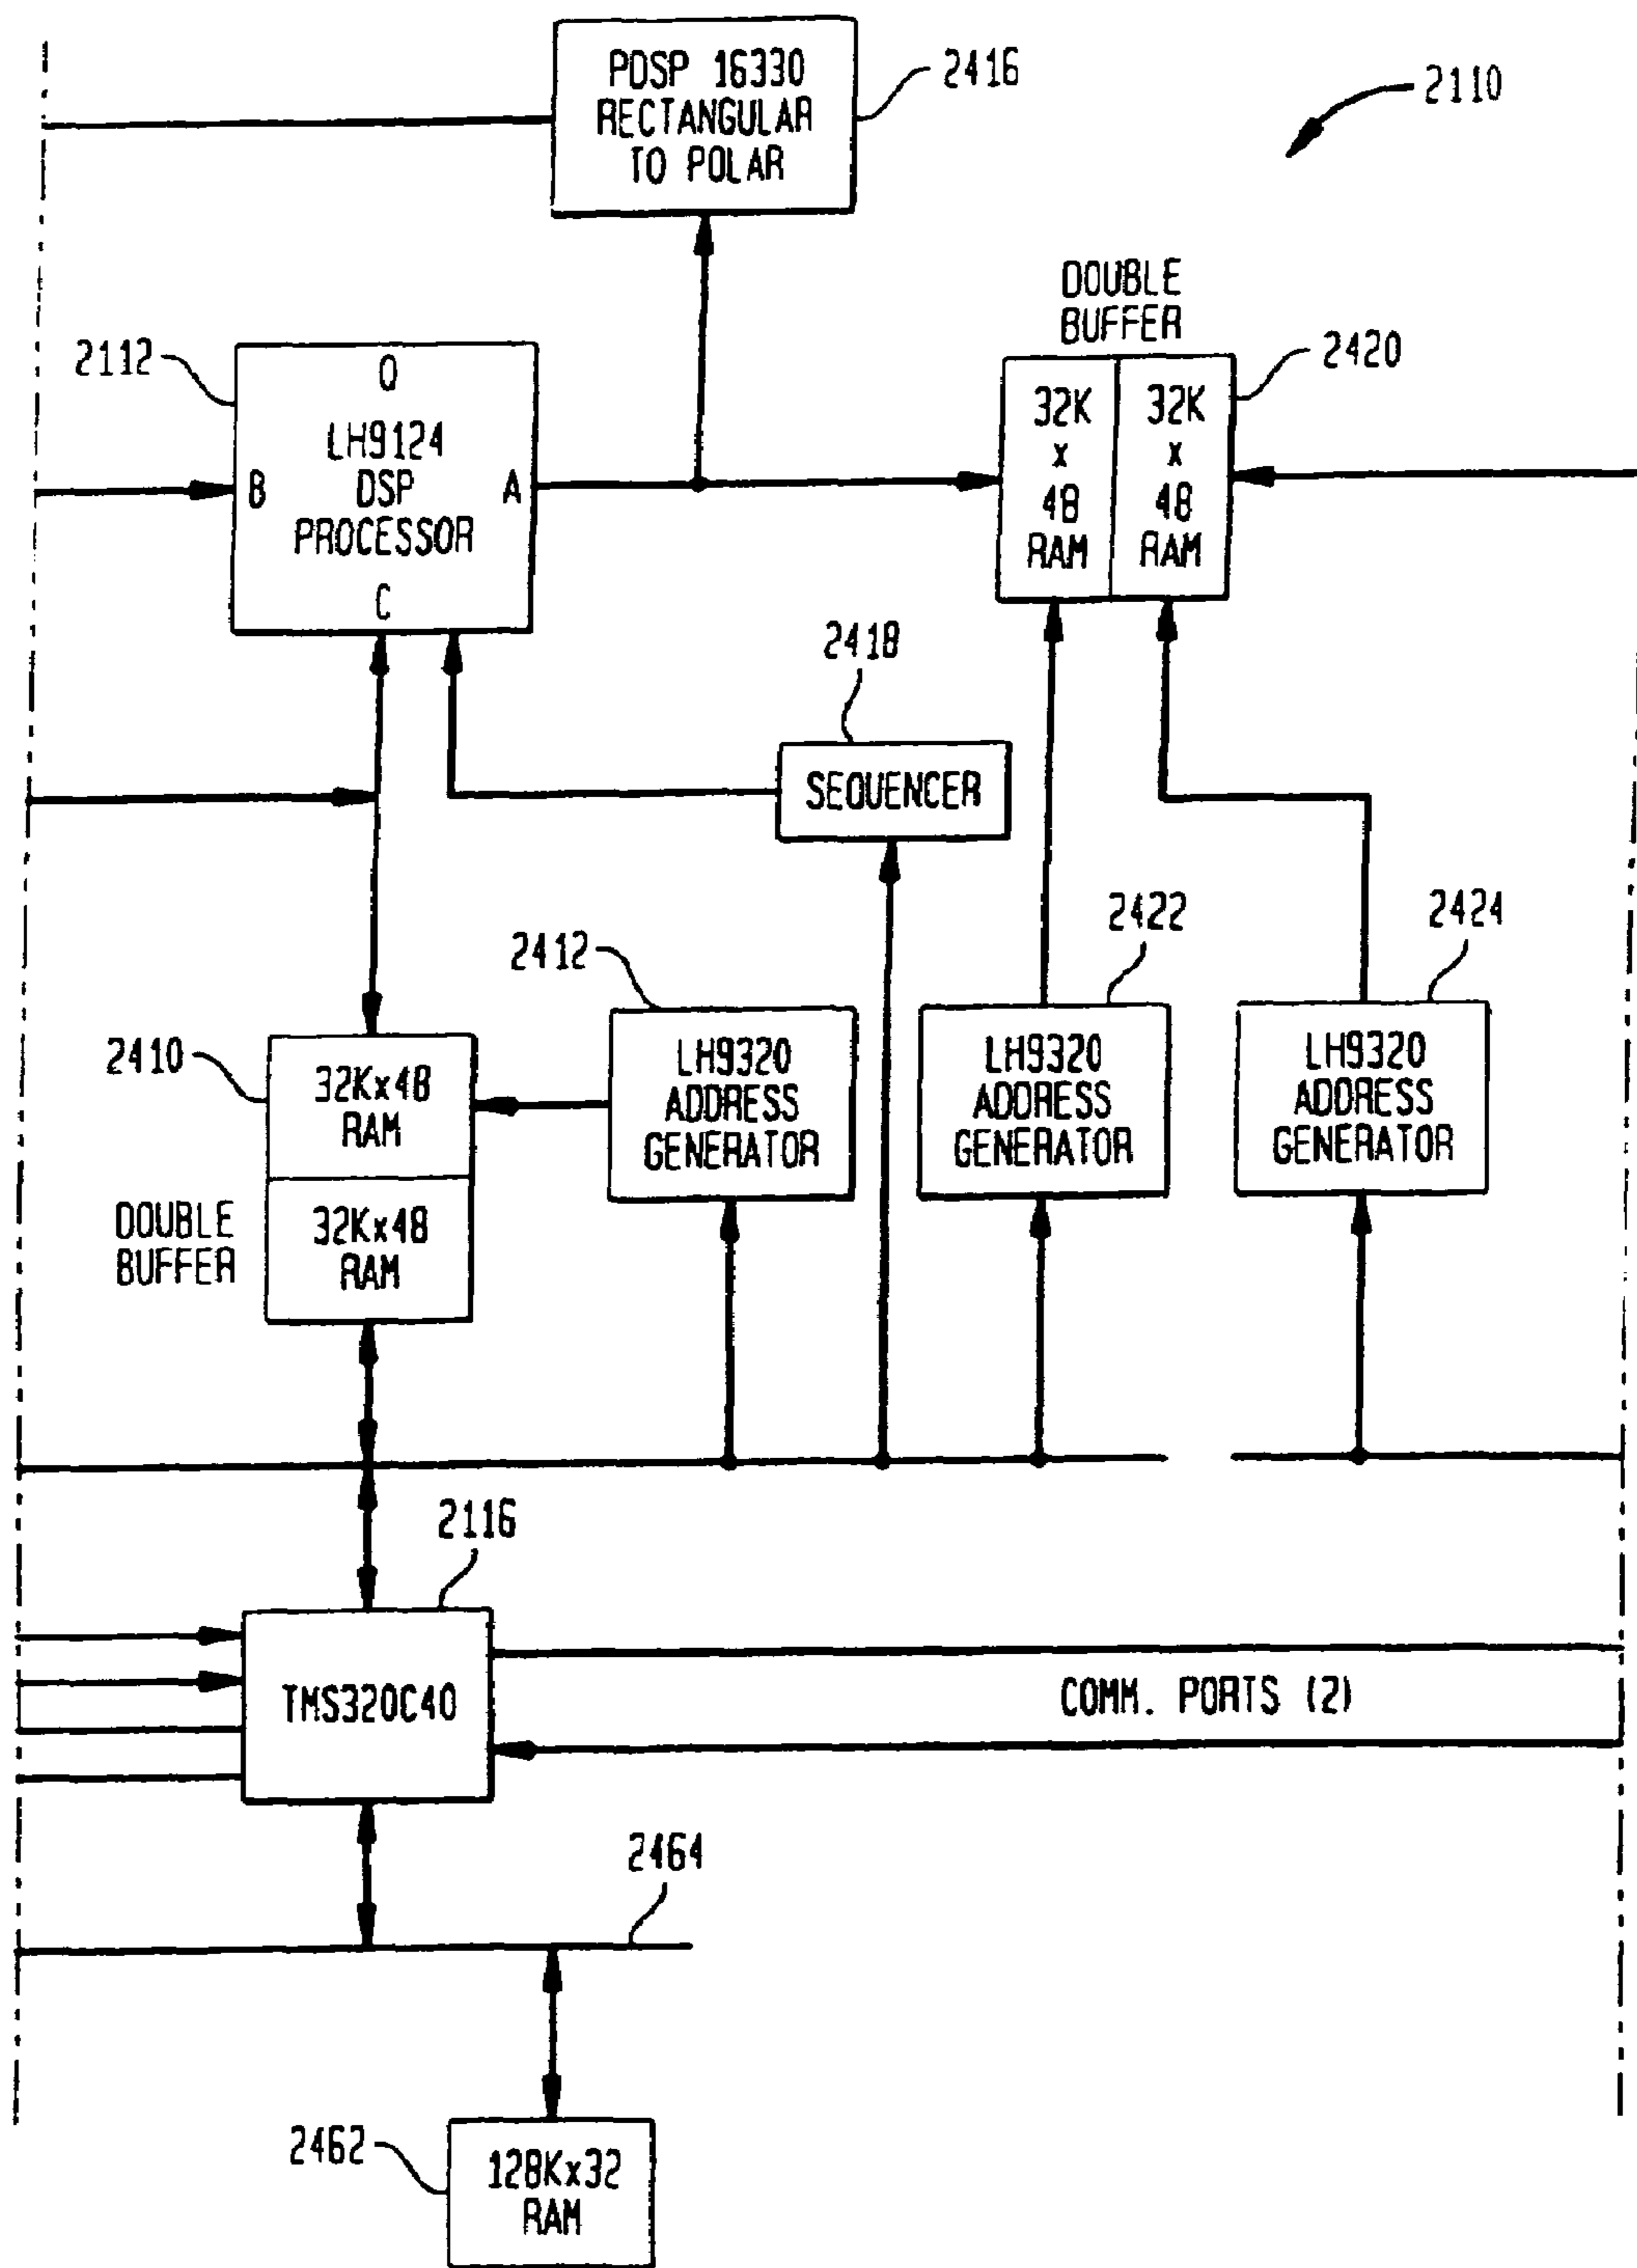 PDSP 16330
RECTANGULAR
TO POLAR
2416
2110
DOUBLE
BUFFER
2112
Q
LH9124
DSP
PROCESSOR
B
A
C
2420
32K
x
48
RAM
32K
x
48
RAM
2418
SEQUENCER
2412
2422
2424
2410
32Kx48
RAM
32Kx48
RAM
DOUBLE
BUFFER
LH9320
ADDRESS
GENERATOR
LH9320
ADDRESS
GENERATOR
LH9320
ADDRESS
GENERATOR
2116
TMS320C40
COMM. PORTS (2)
2464
2462
128Kx32
RAM